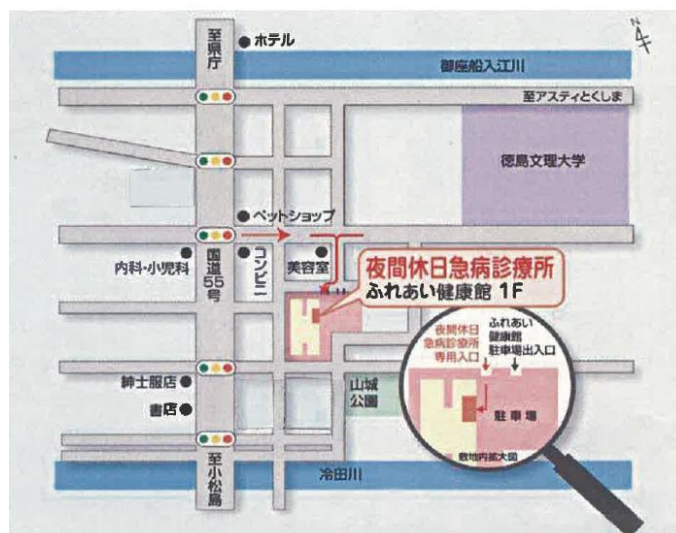 N
至県庁
ホテル
御座船入江川
至アスティとくしま
徳島文理大学
ペットショップ
内科・小児科
国道55号
コンビニ
美容室
夜間休日急病診療所
ふれあい健康館 1F
夜間休日
急病診療所
専用入口
ふれあい
健康館
駐車場出入口
紳士服店
書店
山城
公園
駐車場
敷地内拡大図
至小松島
冷田川